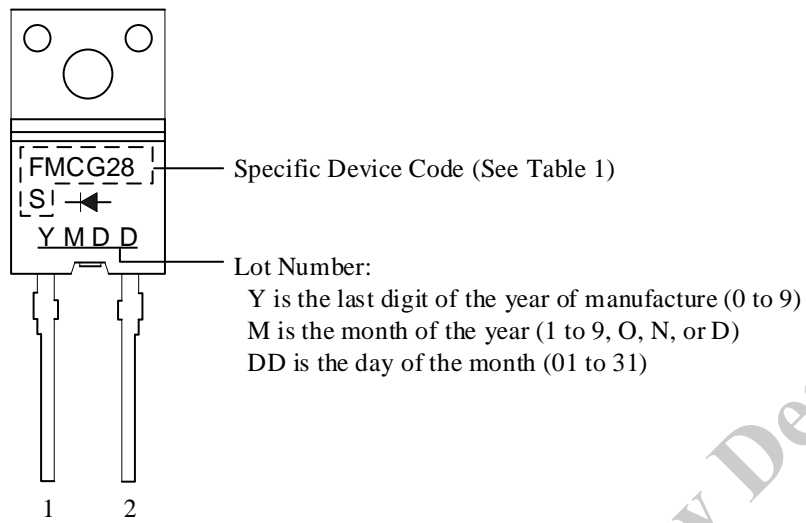 FMCG28
Specific Device Code (See Table 1)
S
Y M D D
Lot Number:
Y is the last digit of the year of manufacture (0 to 9)
M is the month of the year (1 to 9, O, N, or D)
DD is the day of the month (01 to 31)
1 2